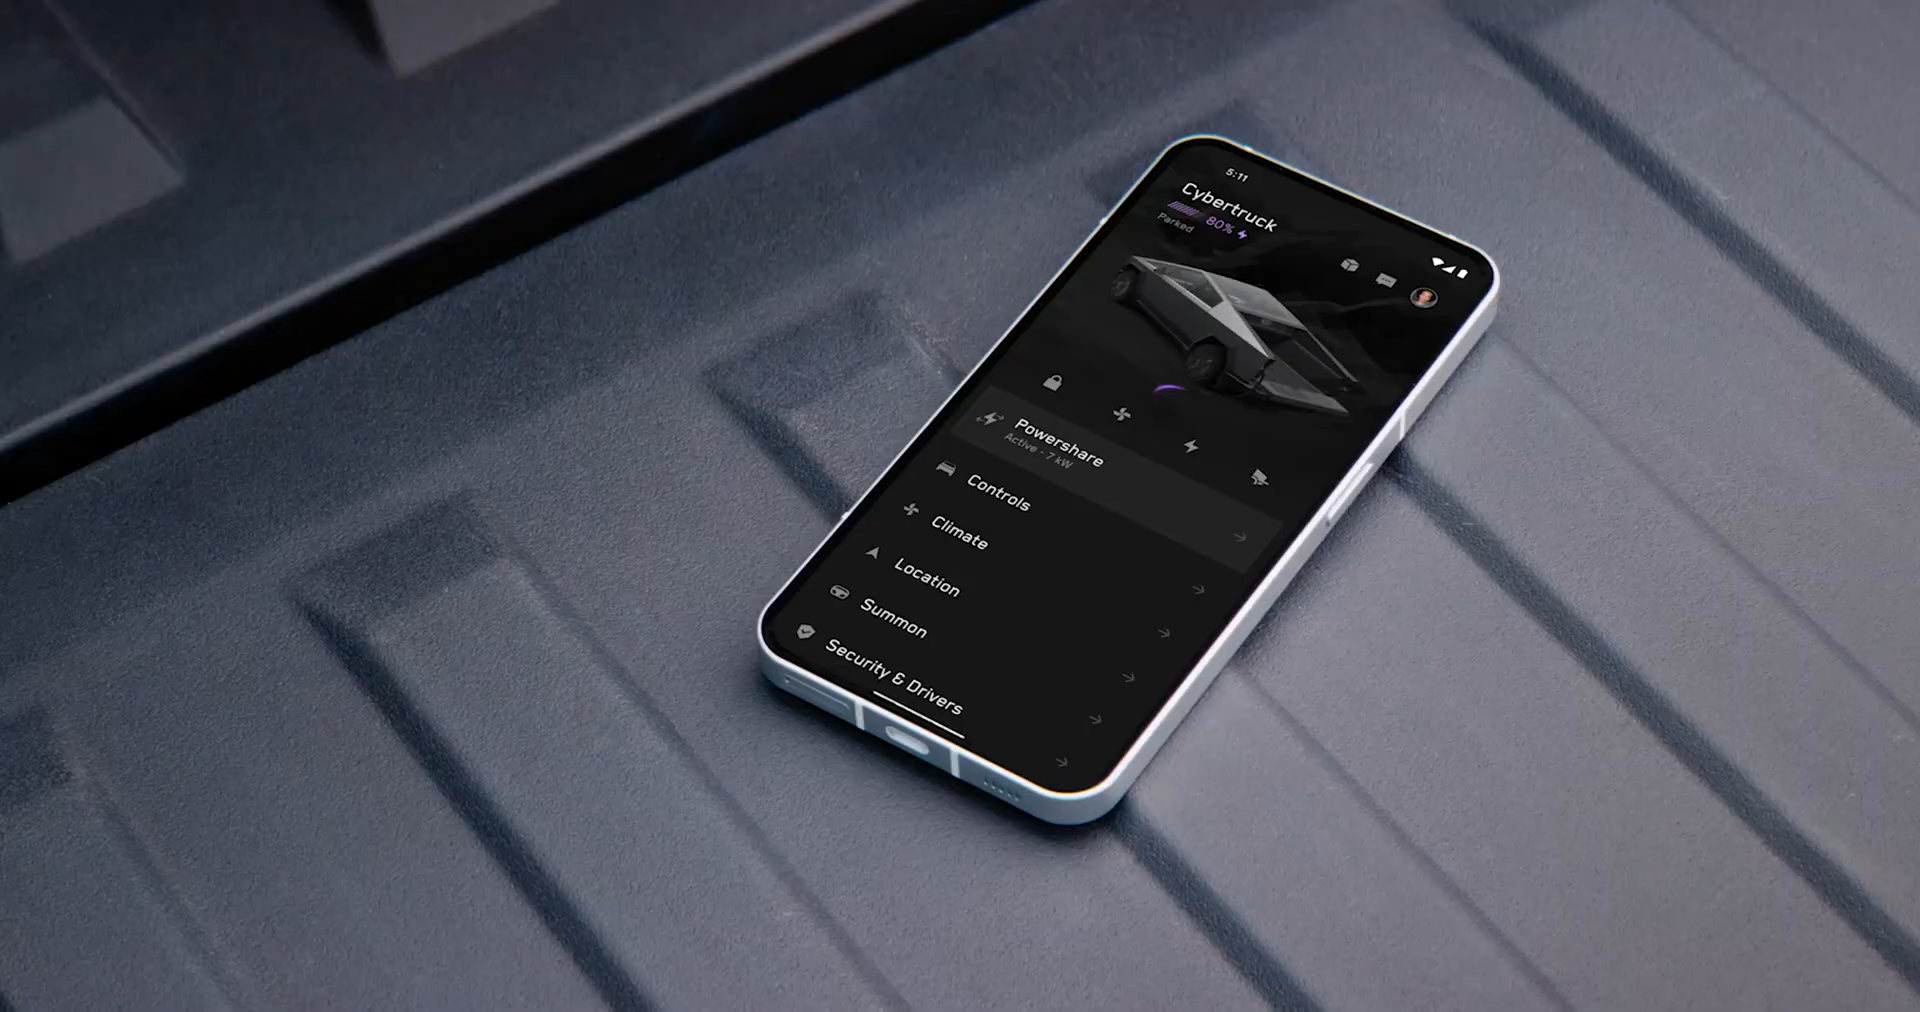 5:11
Cybertruck
80%
Parked
Powershare
Active - 7 kW
Controls
Climate
Location
Summon
Security & Drivers